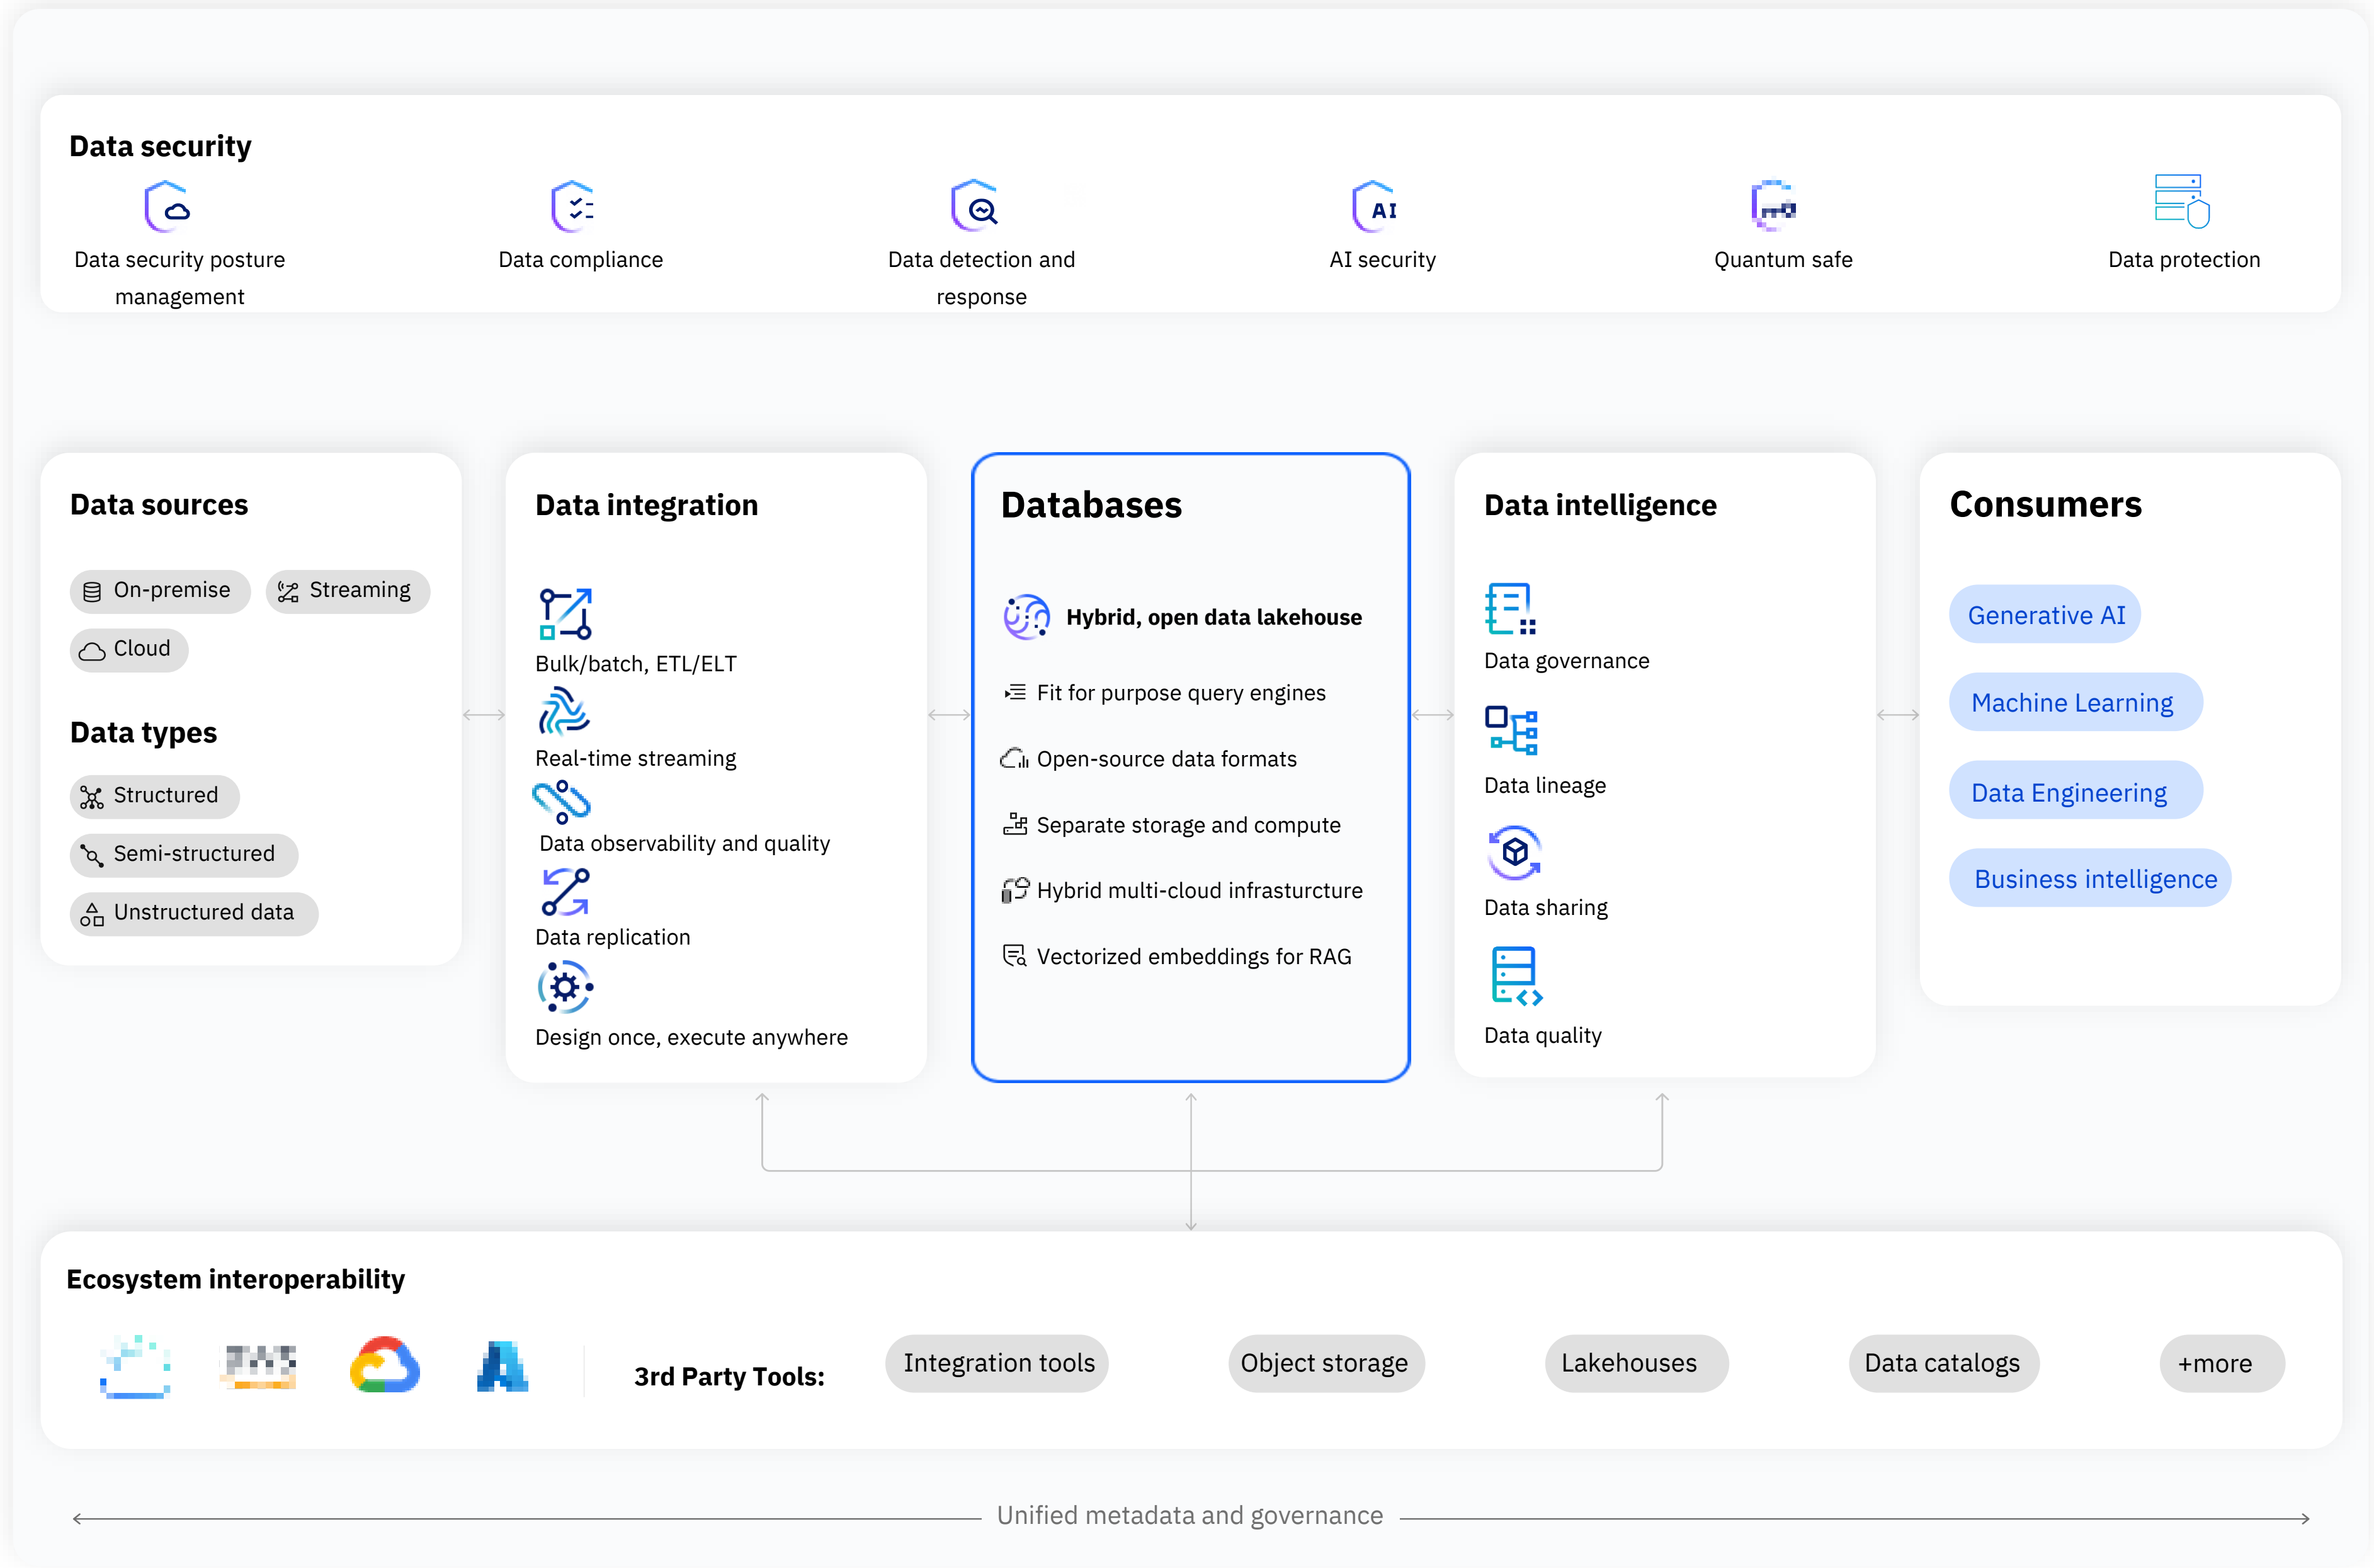 Data security
Data security posture
management
Data compliance
Data detection and
response
AI
AI security
Quantum safe
Data protection
Data sources
On-premise
Streaming
Cloud
Data types
Structured
Semi-structured
Unstructured data
Data integration
Bulk/batch, ETL/ELT
Real-time streaming
Data observability and quality
Data replication
Design once, execute anywhere
Databases
Hybrid, open data lakehouse
Fit for purpose query engines
Open-source data formats
Separate storage and compute
Hybrid multi-cloud infrasturcture
Vectorized embeddings for RAG
Data intelligence
Data governance
Data lineage
Data sharing
Data quality
Consumers
Generative AI
Machine Learning
Data Engineering
Business intelligence
Ecosystem interoperability
3rd Party Tools:
Integration tools
Object storage
Lakehouses
Data catalogs
+more
Unified metadata and governance